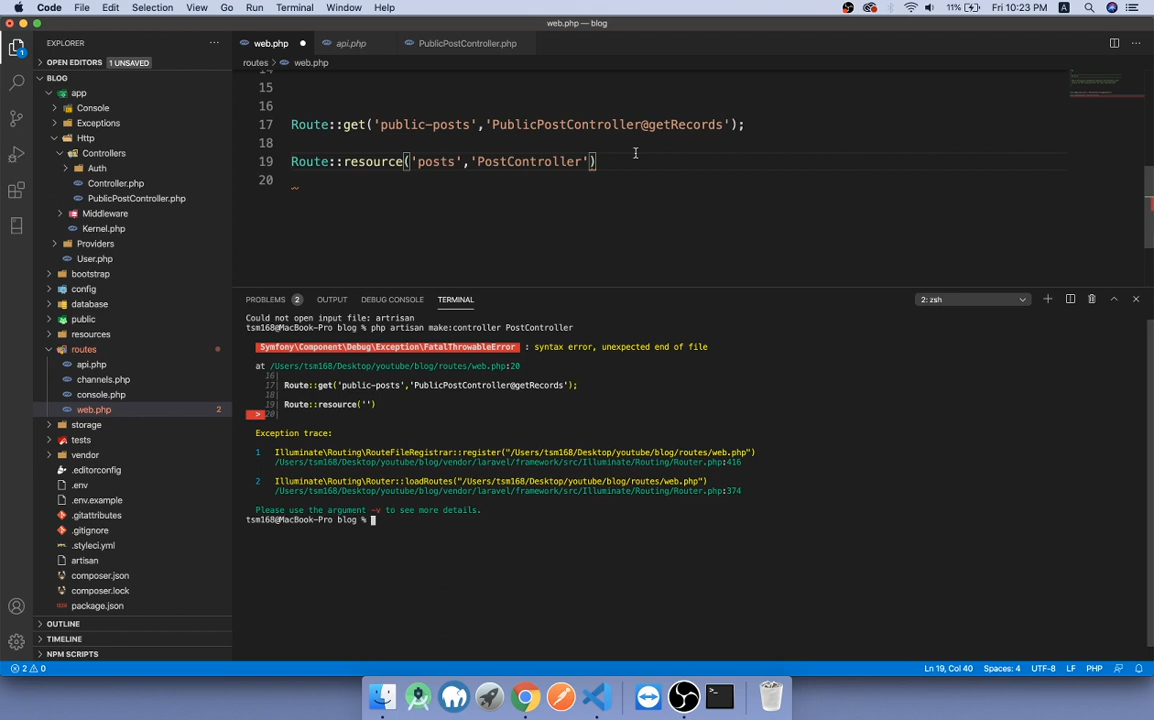 Code File Edit Selection View Go Run Terminal Window Help 11% Fri 10:23 PM A
web.php — blog
EXPLORER
web.php api.php PublicPostController.php
OPEN EDITORS 1 UNSAVED
routes > web.php
BLOG
app
Console
Exceptions
Http
Controllers
Auth
Controller.php
PublicPostController.php
Middleware
Kernel.php
Providers
User.php
bootstrap
config
database
public
resources
routes
api.php
channels.php
console.php
web.php 2
storage
tests
vendor
.editorconfig
.env
.env.example
.gitattributes
.gitignore
.styleci.yml
artisan
composer.json
composer.lock
package.json
OUTLINE
TIMELINE
NPM SCRIPTS
14
15
16
17 Route::get('public-posts','PublicPostController@getRecords');
18
19 Route::resource('posts','PostController')
20
PROBLEMS 2 OUTPUT DEBUG CONSOLE TERMINAL 2: zsh
Could not open input file: artrisan
tsm168@MacBook-Pro blog % php artisan make:controller PostController
Symfony\Component\Debug\Exception\FatalThrowableError : syntax error, unexpected end of file
at /Users/tsm168/Desktop/youtube/blog/routes/web.php:20
16|
17| Route::get('public-posts','PublicPostController@getRecords');
18|
19| Route::resource('')
> 20|
Exception trace:
1 Illuminate\Routing\RouteFileRegistrar::register("/Users/tsm168/Desktop/youtube/blog/routes/web.php")
/Users/tsm168/Desktop/youtube/blog/vendor/laravel/framework/src/Illuminate/Routing/Router.php:416
2 Illuminate\Routing\Router::loadRoutes("/Users/tsm168/Desktop/youtube/blog/routes/web.php")
/Users/tsm168/Desktop/youtube/blog/vendor/laravel/framework/src/Illuminate/Routing/Router.php:374
Please use the argument -v to see more details.
tsm168@MacBook-Pro blog %
2 0 Ln 19, Col 40 Spaces: 4 UTF-8 LF PHP